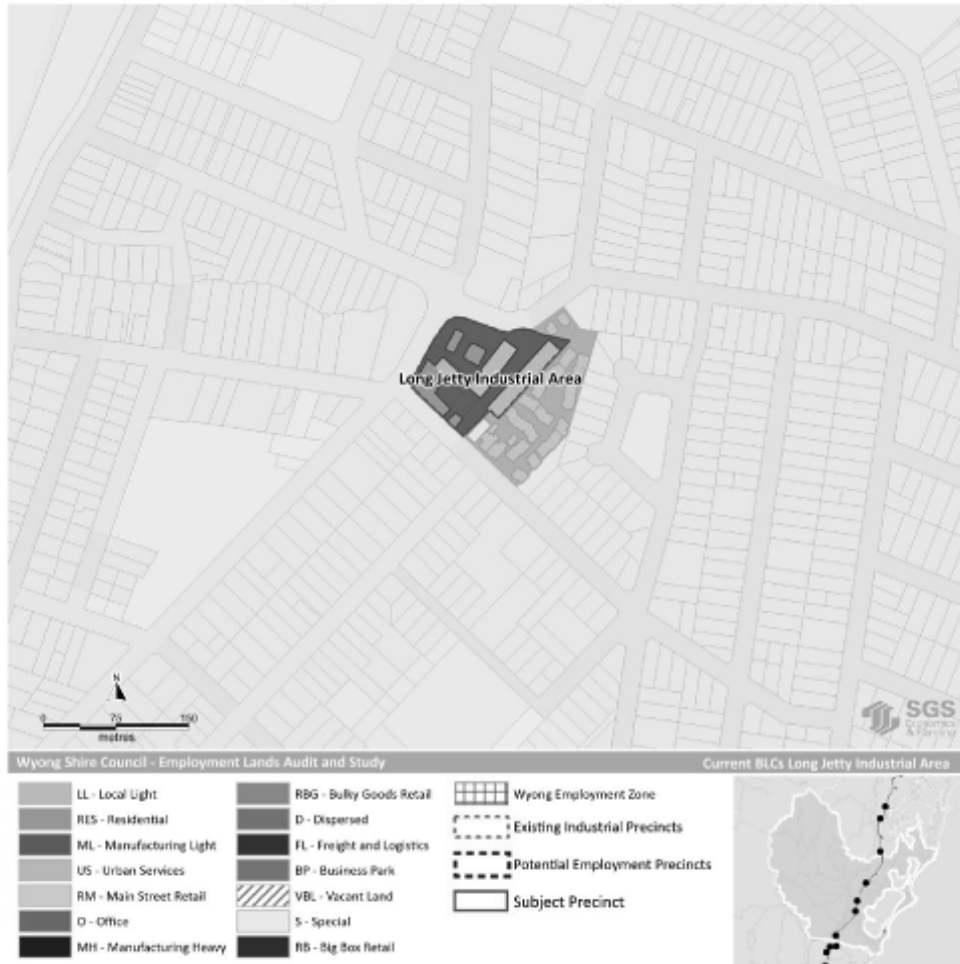 Long Jetty Industrial Area
N
0 75 150
metres
SGS
Economics
& Planning
Wyong Shire Council - Employment Lands Audit and Study
Current BLCs Long Jetty Industrial Area
LL - Local Light
RES - Residential
ML - Manufacturing Light
US - Urban Services
RM - Main Street Retail
O - Office
MH - Manufacturing Heavy
RBG - Bulky Goods Retail
D - Dispersed
FL - Freight and Logistics
BP - Business Park
VBL - Vacant Land
S - Special
RB - Big Box Retail
Wyong Employment Zone
Existing Industrial Precincts
Potential Employment Precincts
Subject Precinct